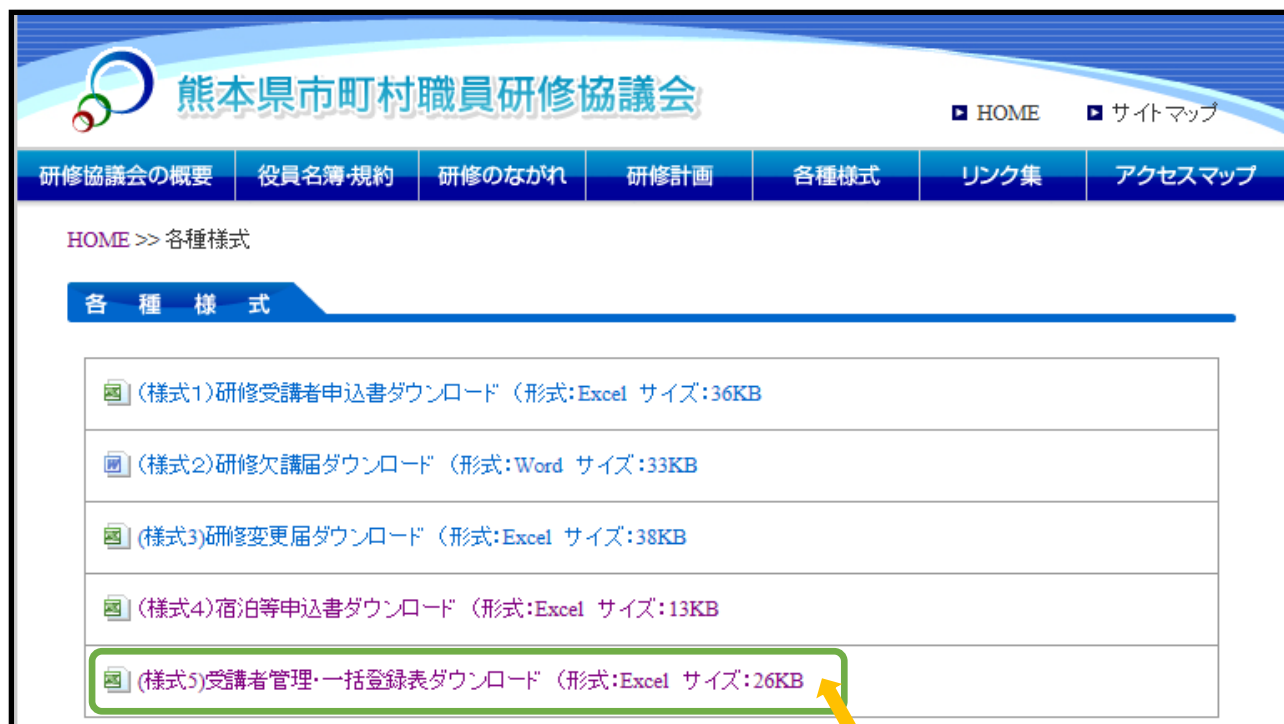 熊本県市町村職員研修協議会
HOME サイトマップ
研修協議会の概要 役員名簿・規約 研修のながれ 研修計画 各種様式 リンク集 アクセスマップ
HOME >> 各種様式
各種様式
(様式1)研修受講者申込書ダウンロード (形式:Excel サイズ:36KB
(様式2)研修欠講届ダウンロード (形式:Word サイズ:33KB
(様式3)研修変更届ダウンロード (形式:Excel サイズ:38KB
(様式4)宿泊等申込書ダウンロード (形式:Excel サイズ:13KB
(様式5)受講者管理・一括登録表ダウンロード (形式:Excel サイズ:26KB